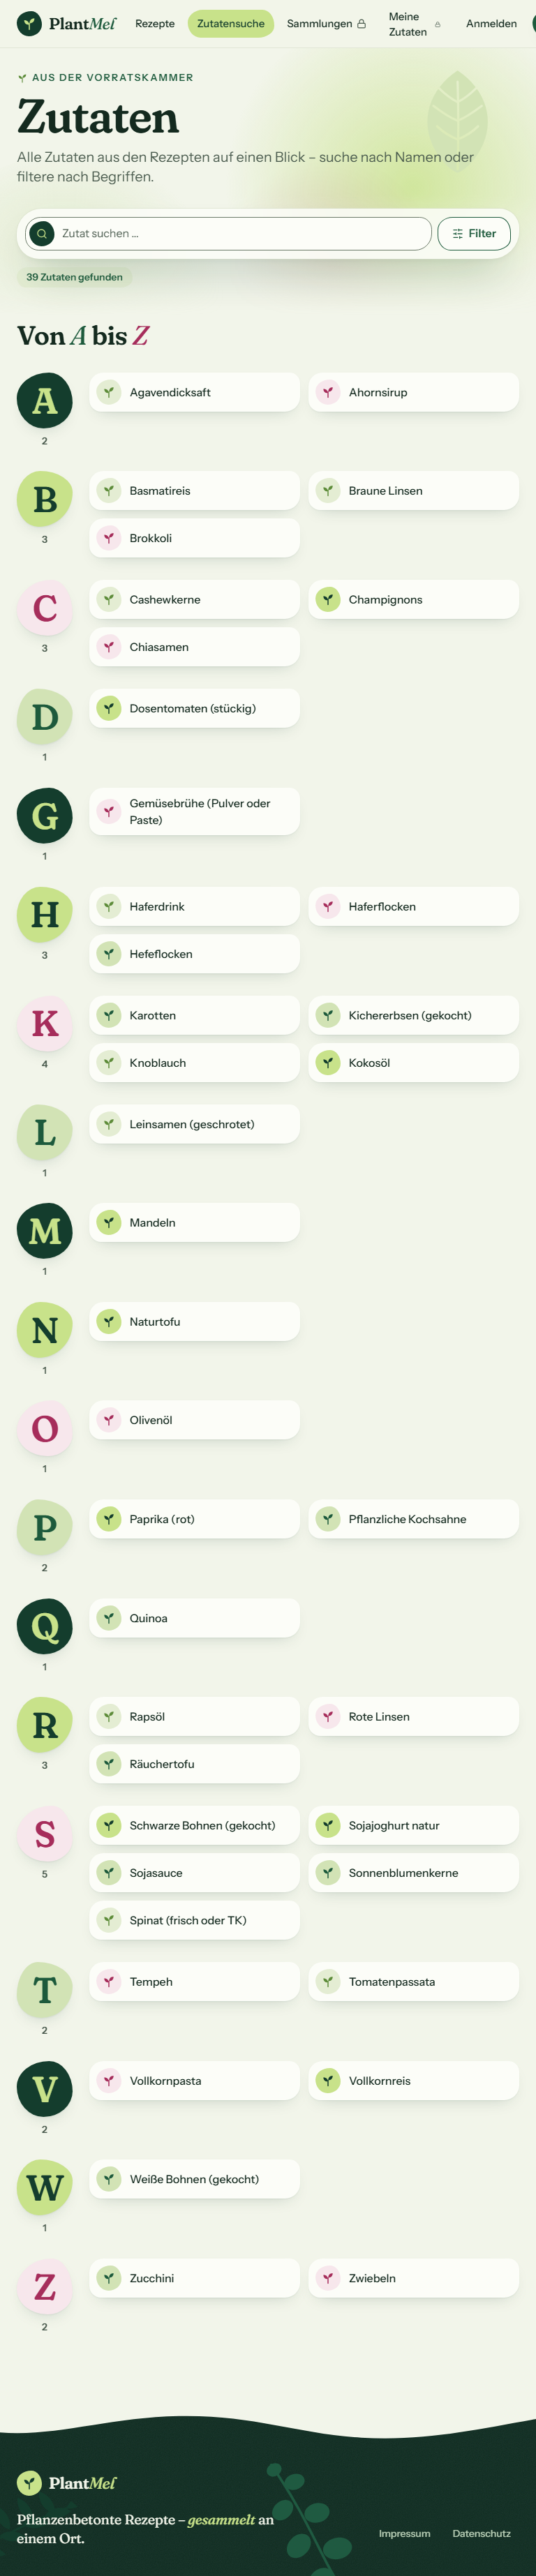 PlantMel
Rezepte
Zutatensuche
Sammlungen
Meine
Zutaten
Anmelden
AUS DER VORRATSKAMMER
Zutaten
Alle Zutaten aus den Rezepten auf einen Blick – suche nach Namen oder
filtere nach Begriffen.
Zutat suchen ...
Filter
39 Zutaten gefunden
Von A bis Z
A
2
Agavendicksaft
Ahornsirup
B
3
Basmatireis
Braune Linsen
Brokkoli
C
3
Cashewkerne
Champignons
Chiasamen
D
1
Dosentomaten (stückig)
G
1
Gemüsebrühe (Pulver oder
Paste)
H
3
Haferdrink
Haferflocken
Hefeflocken
K
4
Karotten
Kichererbsen (gekocht)
Knoblauch
Kokosöl
L
1
Leinsamen (geschrotet)
M
1
Mandeln
N
1
Naturtofu
O
1
Olivenöl
P
2
Paprika (rot)
Pflanzliche Kochsahne
Q
1
Quinoa
R
3
Rapsöl
Rote Linsen
Räuchertofu
S
5
Schwarze Bohnen (gekocht)
Sojajoghurt natur
Sojasauce
Sonnenblumenkerne
Spinat (frisch oder TK)
T
2
Tempeh
Tomatenpassata
V
2
Vollkornpasta
Vollkornreis
W
1
Weiße Bohnen (gekocht)
Z
2
Zucchini
Zwiebeln
PlantMel
Pflanzenbetonte Rezepte – gesammelt an
einem Ort.
Impressum
Datenschutz